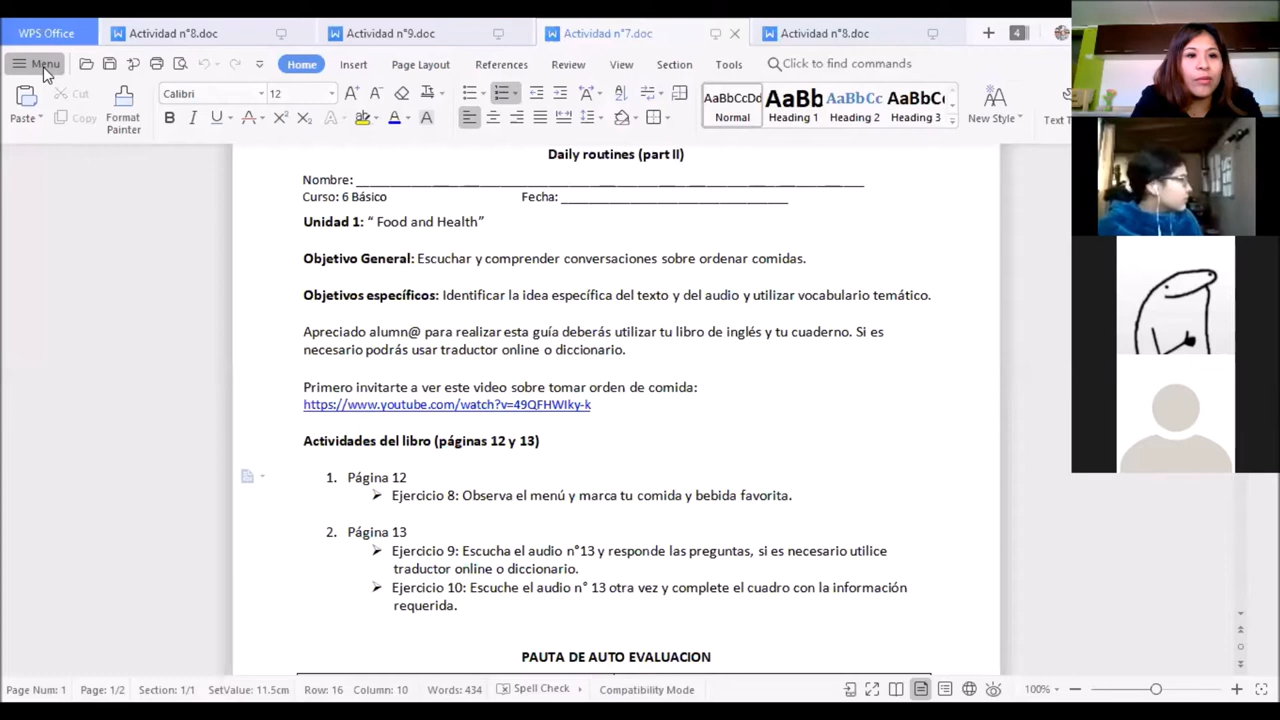 WPS Office
Actividad n°8.doc
Actividad n°9.doc
Actividad n°7.doc
Actividad n°8.doc
4
Menu
Home
Insert
Page Layout
References
Review
View
Section
Tools
Click to find commands
Paste
Cut
Copy
Format Painter
Calibri
12
AaBbCcDd
Normal
AaBb
Heading 1
AaBbCc
Heading 2
AaBbCc
Heading 3
New Style
Text T
Daily routines (part II)
Nombre:
Curso: 6 Básico Fecha:
Unidad 1: “ Food and Health”
Objetivo General: Escuchar y comprender conversaciones sobre ordenar comidas.
Objetivos específicos: Identificar la idea específica del texto y del audio y utilizar vocabulario temático.
Apreciado alumn@ para realizar esta guía deberás utilizar tu libro de inglés y tu cuaderno. Si es
necesario podrás usar traductor online o diccionario.
Primero invitarte a ver este video sobre tomar orden de comida:
https://www.youtube.com/watch?v=49QFHWIky-k
Actividades del libro (páginas 12 y 13)
1. Página 12
➢ Ejercicio 8: Observa el menú y marca tu comida y bebida favorita.
2. Página 13
➢ Ejercicio 9: Escucha el audio n°13 y responde las preguntas, si es necesario utilice
traductor online o diccionario.
➢ Ejercicio 10: Escuche el audio n° 13 otra vez y complete el cuadro con la información
requerida.
PAUTA DE AUTO EVALUACION
Page Num: 1 Page: 1/2 Section: 1/1 SetValue: 11.5cm Row: 16 Column: 10 Words: 434 Spell Check Compatibility Mode 100%